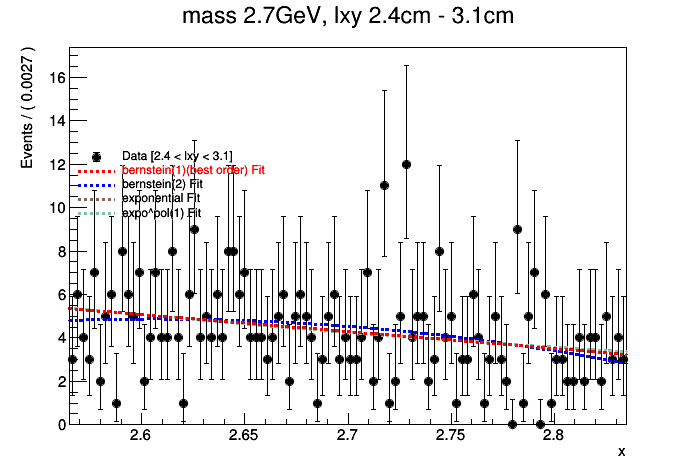 mass 2.7GeV, lxy 2.4cm - 3.1cm
Events / ( 0.0027 )
16
14
12
10
8
6
4
2
0
Data [2.4 < lxy < 3.1]
bernstein(1)(best order) Fit
bernstein(2) Fit
exponential Fit
expo*pol(1) Fit
2.6
2.65
2.7
2.75
2.8
x